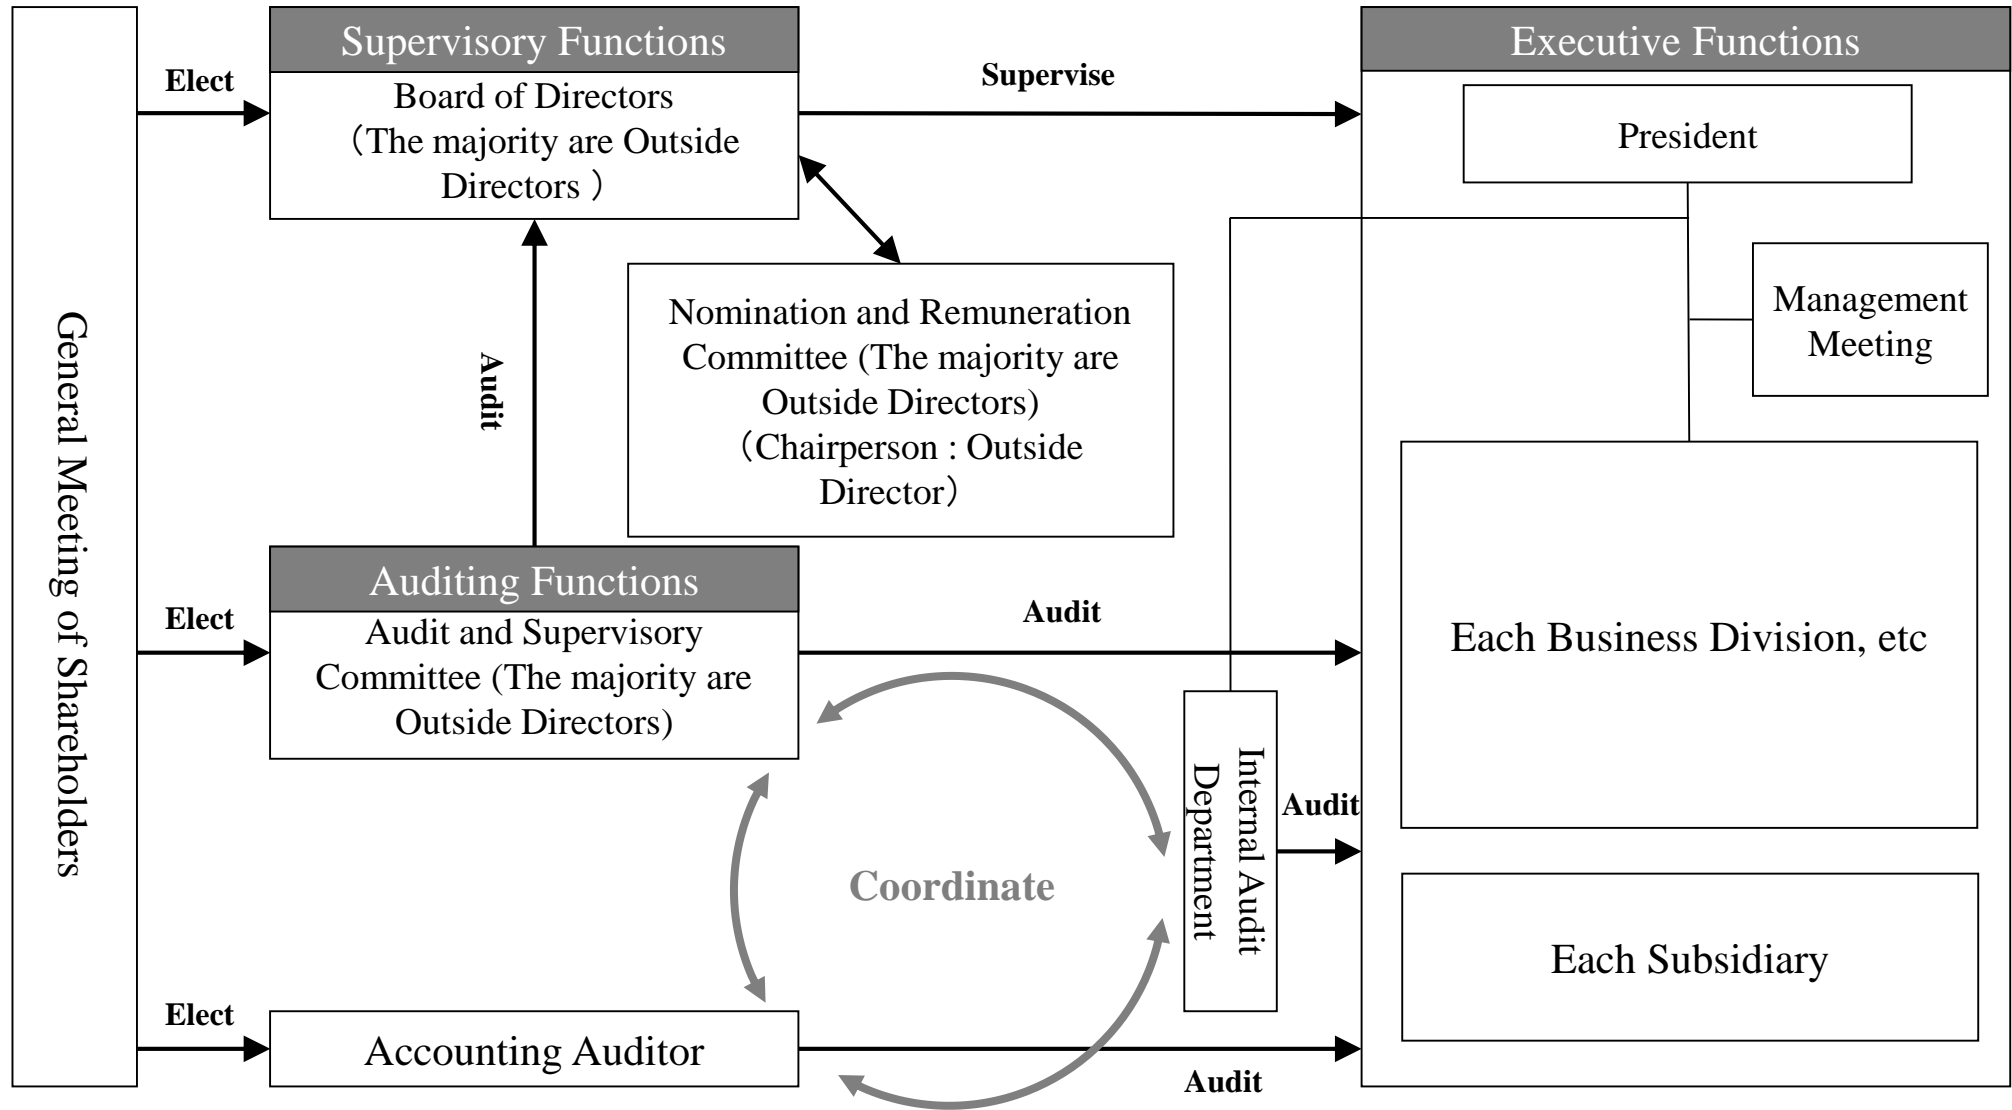 General Meeting of Shareholders
Elect
Supervisory Functions
Board of Directors
（The majority are Outside
Directors ）
Supervise
Executive Functions
President
Management
Meeting
Nomination and Remuneration
Committee (The majority are
Outside Directors)
（Chairperson : Outside
Director）
Audit
Elect
Auditing Functions
Audit and Supervisory
Committee (The majority are
Outside Directors)
Audit
Each Business Division, etc
Internal Audit
Department
Audit
Coordinate
Each Subsidiary
Elect
Accounting Auditor
Audit